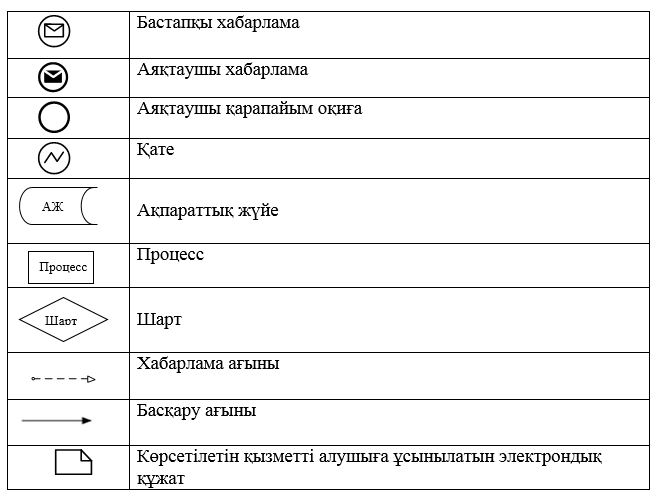 Бастапқы хабарлама
Аяқтаушы хабарлама
Аяқтаушы қарапайым оқиға
Қате
АЖ
Ақпараттық жүйе
Процесс
Процесс
Шарт
Шарт
Хабарлама ағыны
Басқару ағыны
Көрсетілетін қызметті алушыға ұсынылатын электрондық
құжат